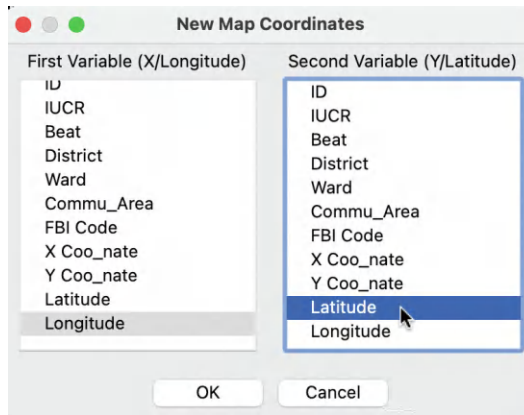 New Map Coordinates
First Variable (X/Longitude)
ID
IUCR
Beat
District
Ward
Commu_Area
FBI Code
X Coo_nate
Y Coo_nate
Latitude
Longitude
Second Variable (Y/Latitude)
ID
IUCR
Beat
District
Ward
Commu_Area
FBI Code
X Coo_nate
Y Coo_nate
Latitude
Longitude
OK
Cancel